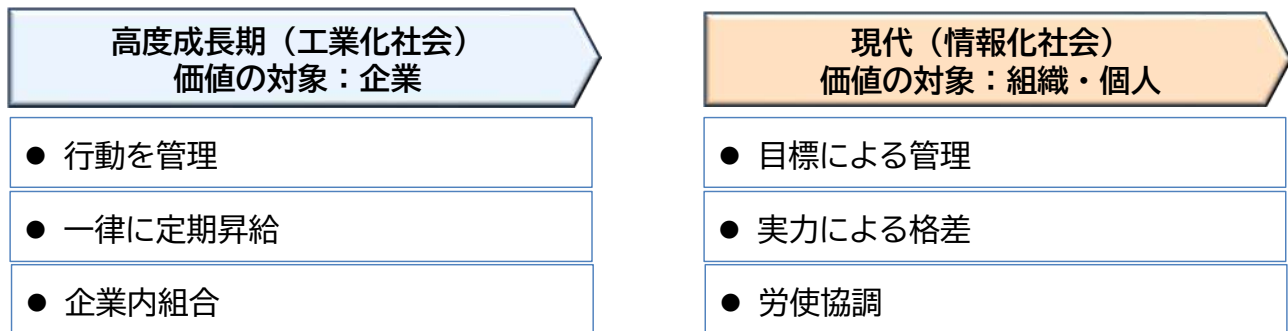 高度成長期（工業化社会）
価値の対象：企業
● 行動を管理
● 一律に定期昇給
● 企業内組合
現代（情報化社会）
価値の対象：組織・個人
● 目標による管理
● 実力による格差
● 労使協調